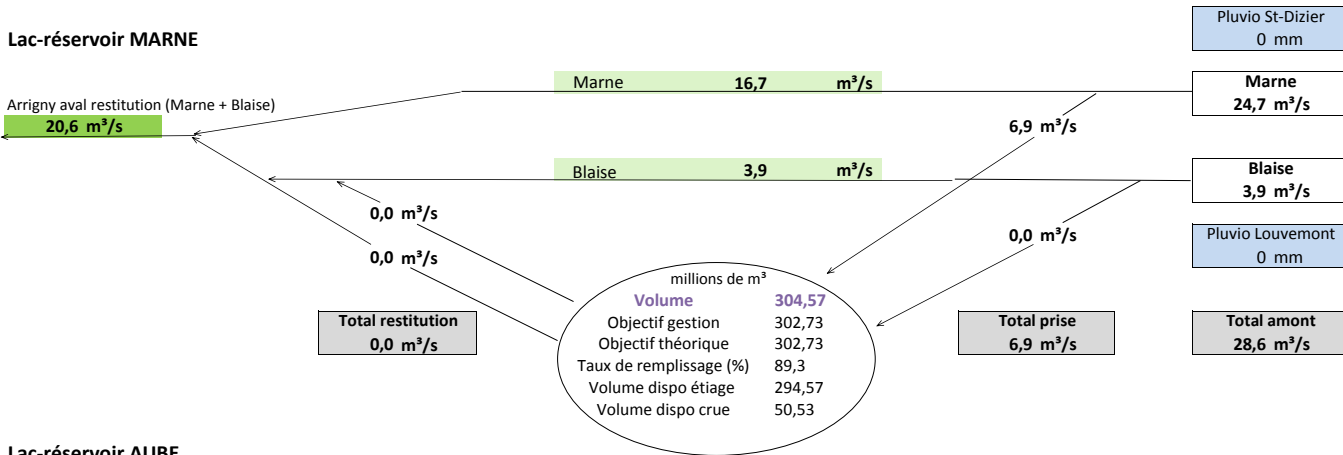 Pluvio St-Dizier
0 mm
Lac-réservoir MARNE
Marne 16,7 m³/s
Marne
24,7 m³/s
Arrigny aval restitution (Marne + Blaise)
20,6 m³/s
6,9 m³/s
Blaise 3,9 m³/s
Blaise
3,9 m³/s
0,0 m³/s
0,0 m³/s
Pluvio Louvemont
0 mm
0,0 m³/s
millions de m³
Volume 304,57
Objectif gestion 302,73
Objectif théorique 302,73
Taux de remplissage (%) 89,3
Volume dispo étiage 294,57
Volume dispo crue 50,53
Total restitution
0,0 m³/s
Total prise
6,9 m³/s
Total amont
28,6 m³/s
Lac-réservoir AUBE